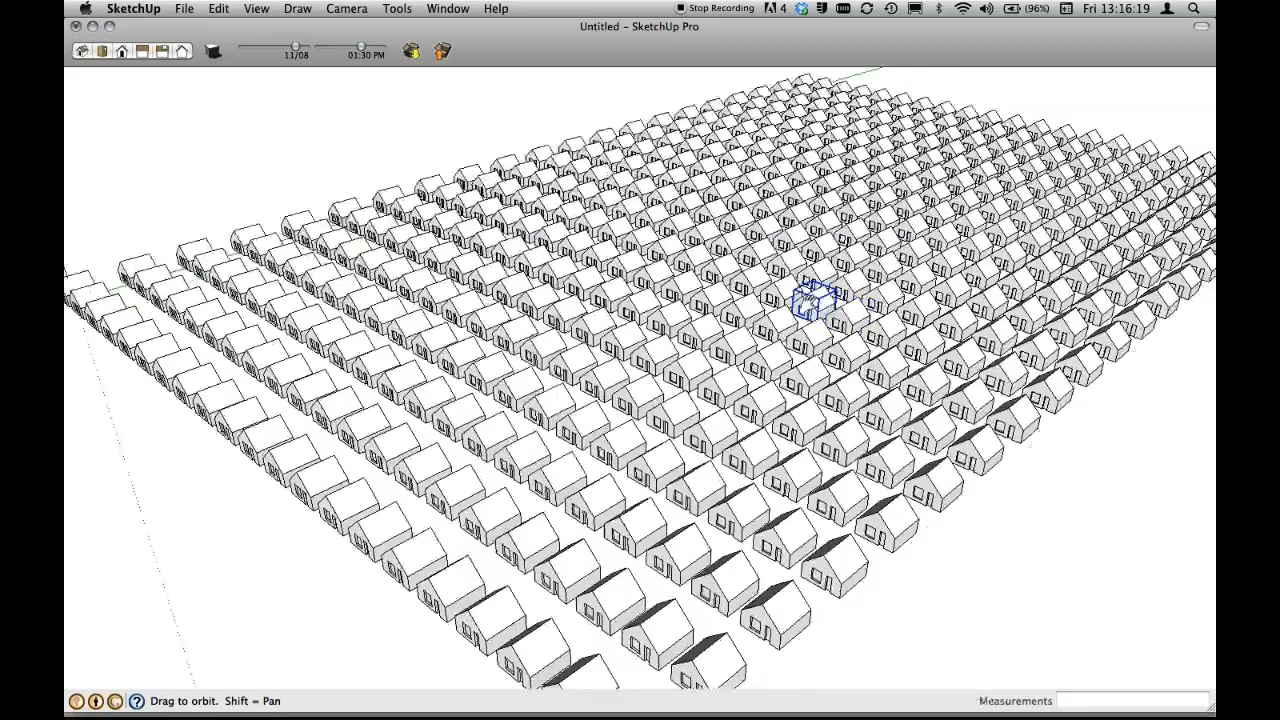 SketchUp File Edit View Draw Camera Tools Window Help Stop Recording 4 (96%) Fri 13:16:19
Untitled - SketchUp Pro
11/08 01:30 PM
Drag to orbit. Shift = Pan Measurements